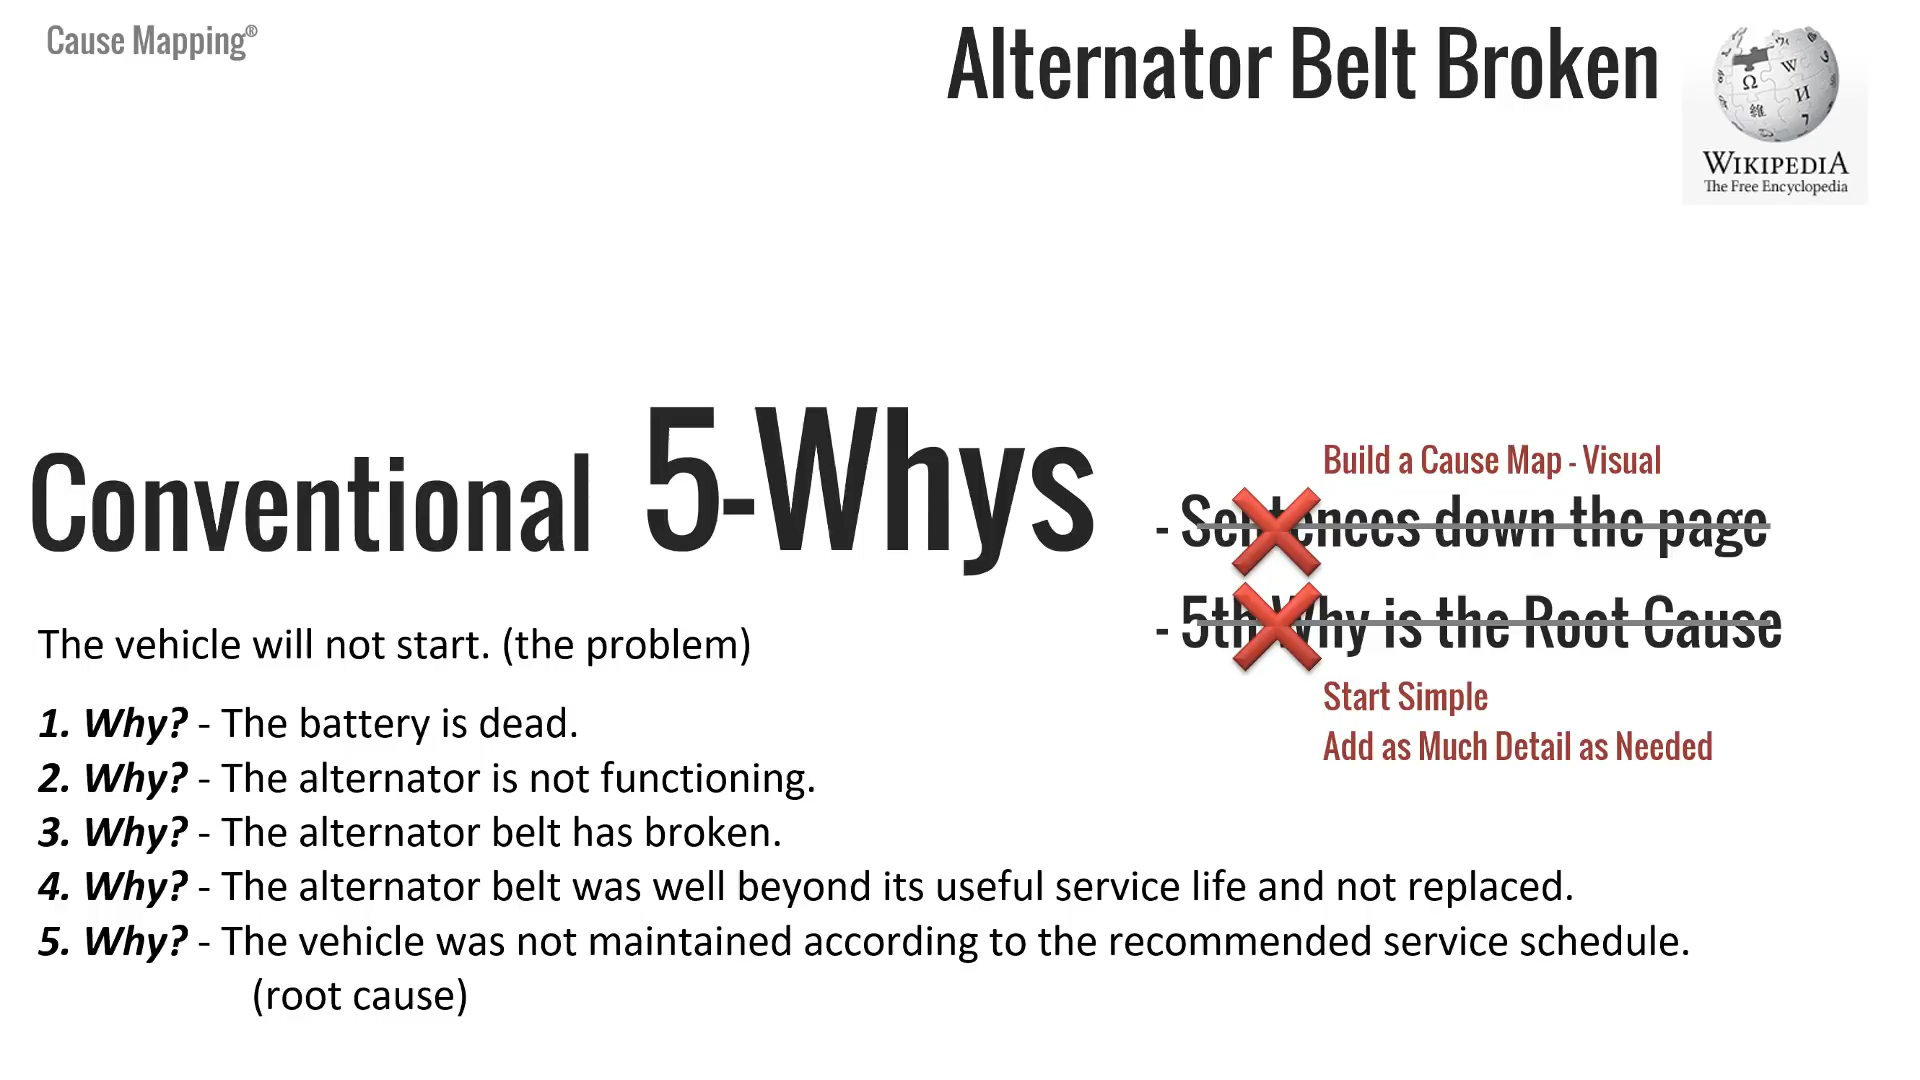 Cause Mapping®
Alternator Belt Broken
Ω W И 維 7
WIKIPEDIA
The Free Encyclopedia
Conventional 5-Whys
Build a Cause Map - Visual
- Sentences down the page
- 5th Why is the Root Cause
Start Simple
Add as Much Detail as Needed
The vehicle will not start. (the problem)
1. Why? - The battery is dead.
2. Why? - The alternator is not functioning.
3. Why? - The alternator belt has broken.
4. Why? - The alternator belt was well beyond its useful service life and not replaced.
5. Why? - The vehicle was not maintained according to the recommended service schedule.
(root cause)